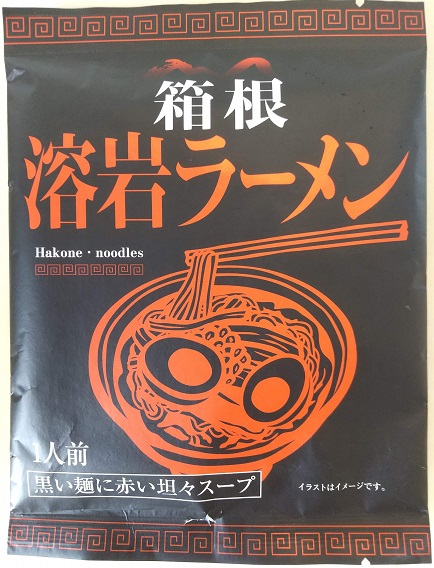 箱根
溶岩ラーメン
Hakone・noodles
1人前
黒い麺に赤い坦々スープ
イラストはイメージです。